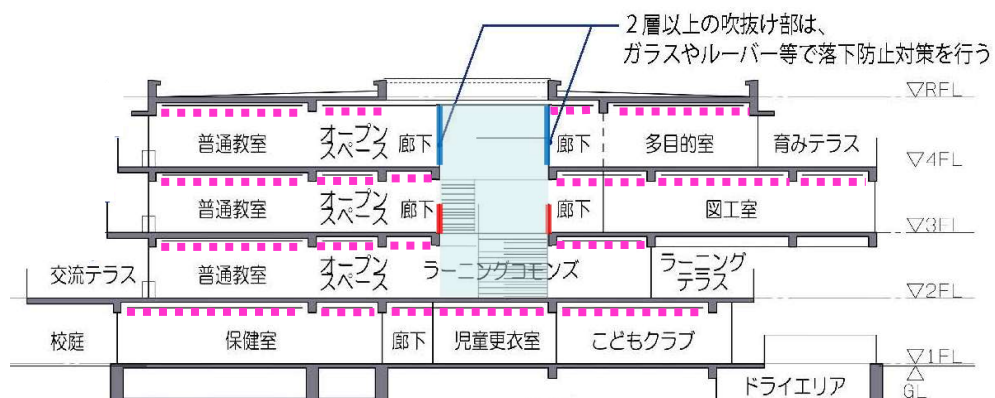 ２層以上の吹抜け部は、
ガラスやルーバー等で落下防止対策を行う
▽RFL
普通教室
オープン
スペース
廊下
廊下
多目的室
育みテラス
▽4FL
普通教室
オープン
スペース
廊下
廊下
図工室
▽3FL
交流テラス
普通教室
オープン
スペース
ラーニングコモンズ
ラーニング
テラス
▽2FL
校庭
保健室
廊下
児童更衣室
こどもクラブ
▽1FL
△
GL
ドライエリア